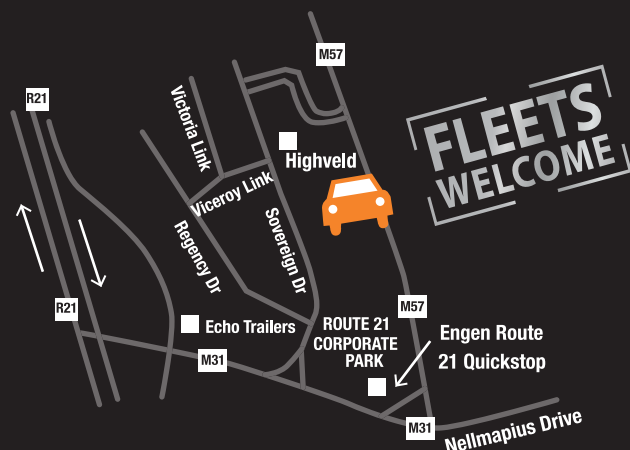 M57
R21
Victoria Link
FLEETS
WELCOME
Highveld
Viceroy Link
Regency Dr
Sovereign Dr
R21
M57
Echo Trailers
ROUTE 21
CORPORATE
PARK
Engen Route
21 Quickstop
M31
M31
Nellmapius Drive